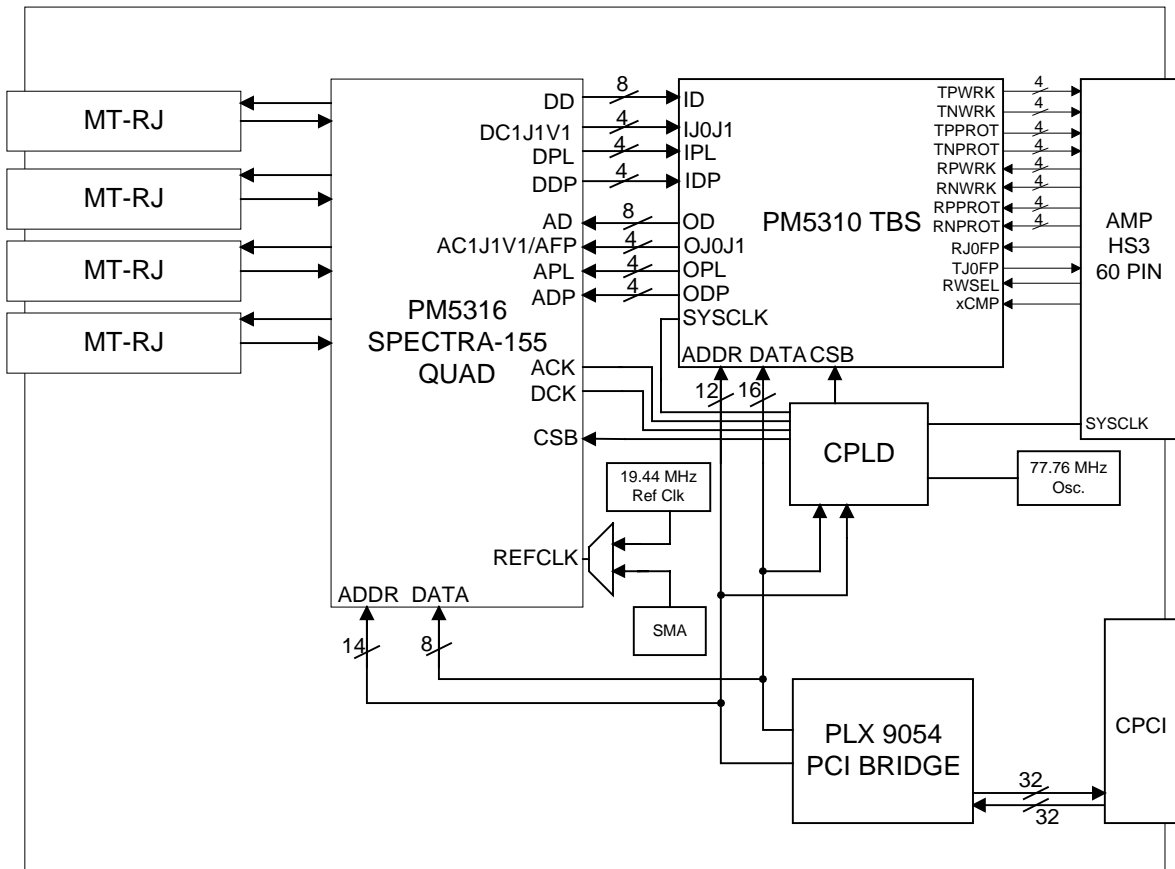 MT-RJ
MT-RJ
MT-RJ
MT-RJ
PM5316
SPECTRA-155
QUAD
DD
DC1J1V1
DPL
DDP
AD
AC1J1V1/AFP
APL
ADP
ACK
DCK
CSB
REFCLK
ADDR DATA
14
8
8
4
4
4
8
4
4
4
ID
IJ0J1
IPL
IDP
OD
OJ0J1
OPL
ODP
SYSCLK
ADDR DATA CSB
PM5310 TBS
12
16
TPWRK
TNWRK
TPPROT
TNPROT
RPWRK
RNWRK
RPPROT
RNPROT
RJ0FP
TJ0FP
RWSEL
xCMP
4
4
4
4
4
4
4
4
AMP
HS3
60 PIN
SYSCLK
CPLD
77.76 MHz
Osc.
19.44 MHz
Ref Clk
SMA
PLX 9054
PCI BRIDGE
32
32
CPCI